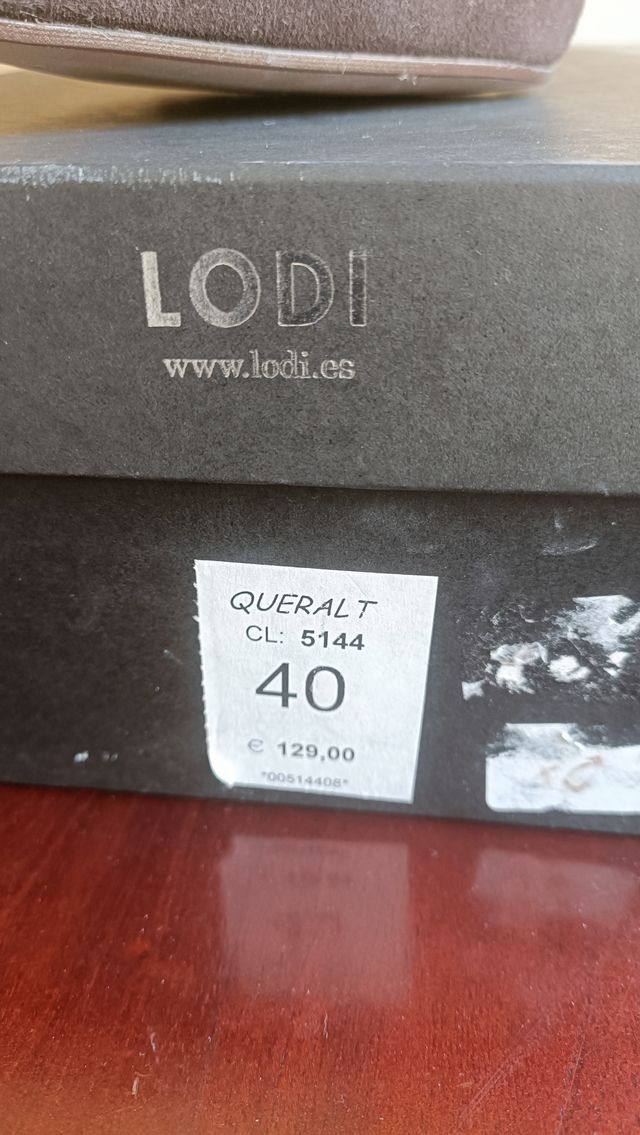 LODI
www.lodi.es
QUERALT
CL: 5144
40
€ 129,00
*00514408*